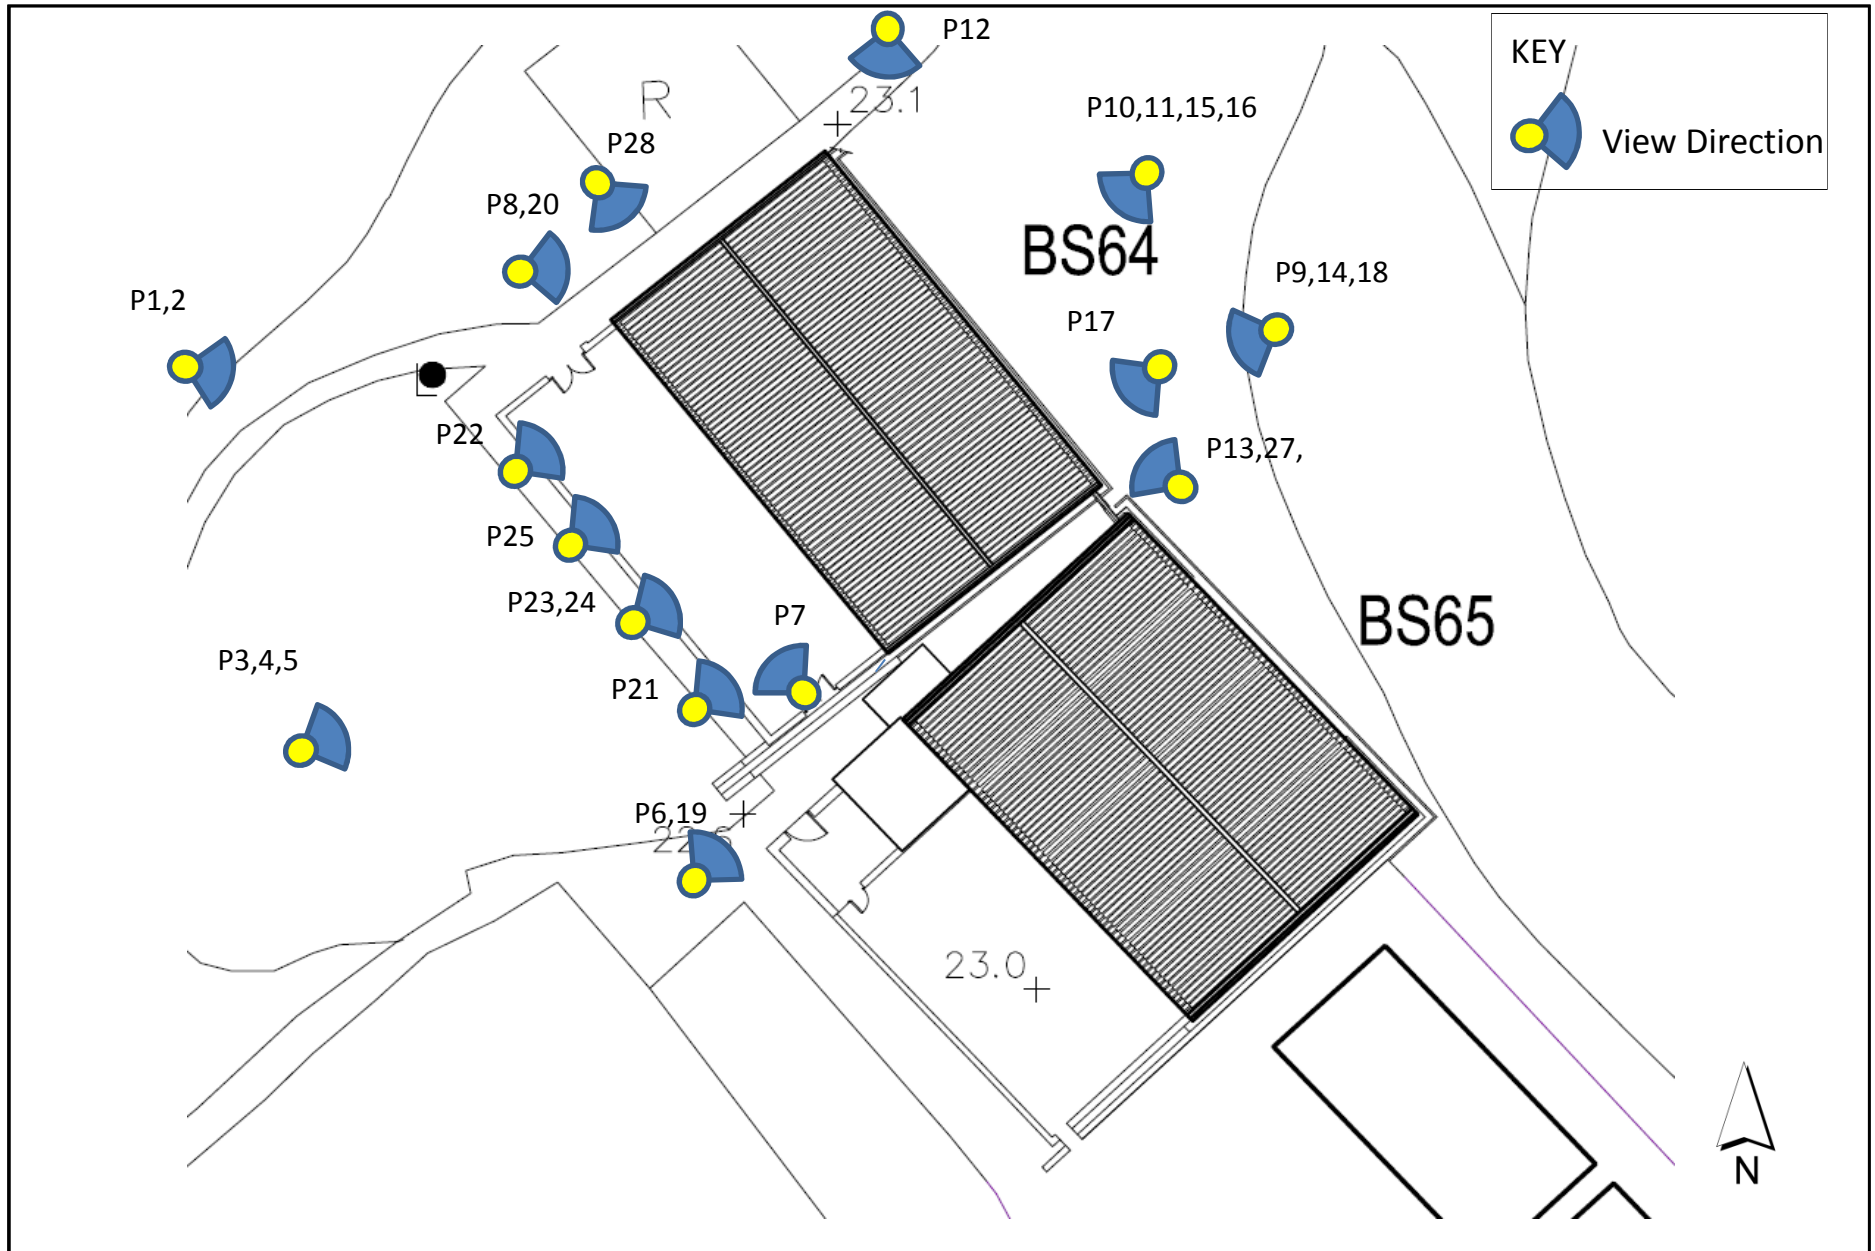 P12
KEY
View Direction
R
23.1
P10,11,15,16
P28
P8,20
BS64
P9,14,18
P1,2
P17
P22
P13,27,
P25
P23,24
P7
BS65
P3,4,5
P21
P6,19
23.0
N